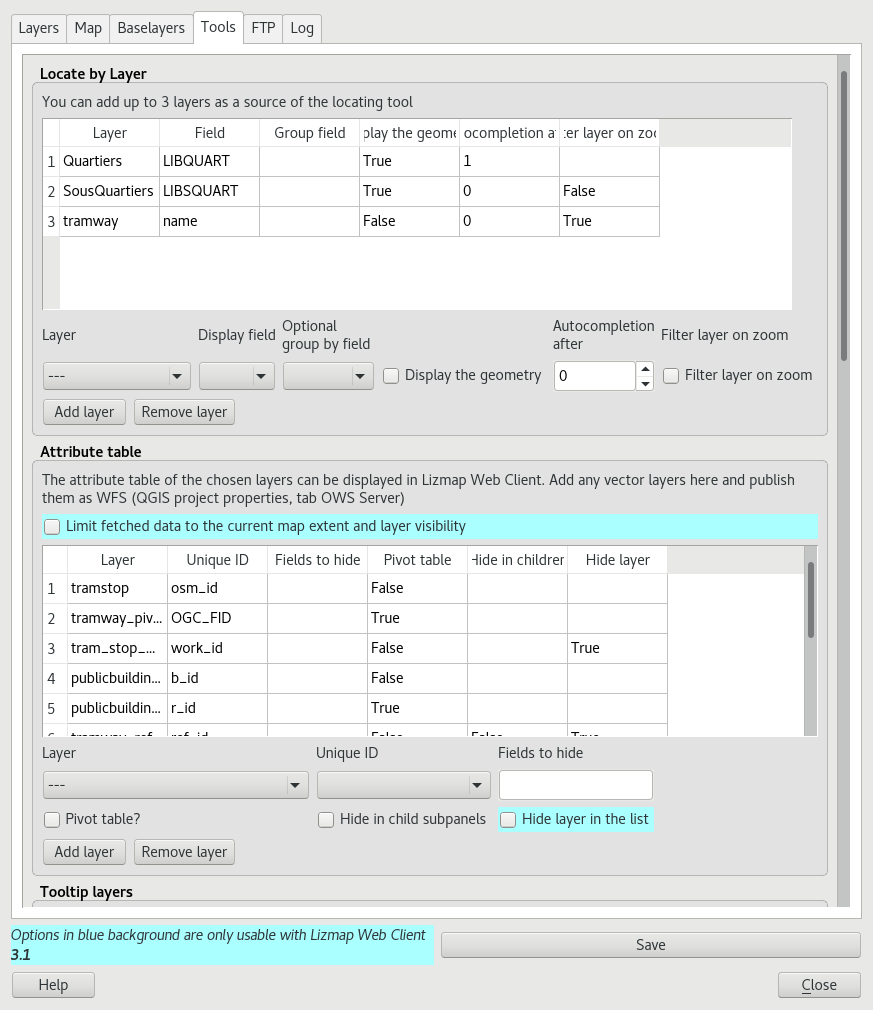 Layers Map Baselayers Tools FTP Log
Locate by Layer
You can add up to 3 layers as a source of the locating tool
Layer Field Group field play the geome ocompletion a er layer on zo
1 Quartiers LIBQUART True 1
2 SousQuartiers LIBSQUART True 0 False
3 tramway name False 0 True
Layer Display field Optional group by field Autocompletion after Filter layer on zoom
--- Display the geometry 0 Filter layer on zoom
Add layer Remove layer
Attribute table
The attribute table of the chosen layers can be displayed in Lizmap Web Client. Add any vector layers here and publish
them as WFS (QGIS project properties, tab OWS Server)
Limit fetched data to the current map extent and layer visibility
Layer Unique ID Fields to hide Pivot table Hide in children Hide layer
1 tramstop osm_id False
2 tramway_piv... OGC_FID True
3 tram_stop_... work_id False True
4 publicbuildin... b_id False
5 publicbuildin... r_id True
6 tramway_ref ref_id False False True
Layer Unique ID Fields to hide
---
Pivot table? Hide in child subpanels Hide layer in the list
Add layer Remove layer
Tooltip layers
Options in blue background are only usable with Lizmap Web Client
3.1
Save
Help Close